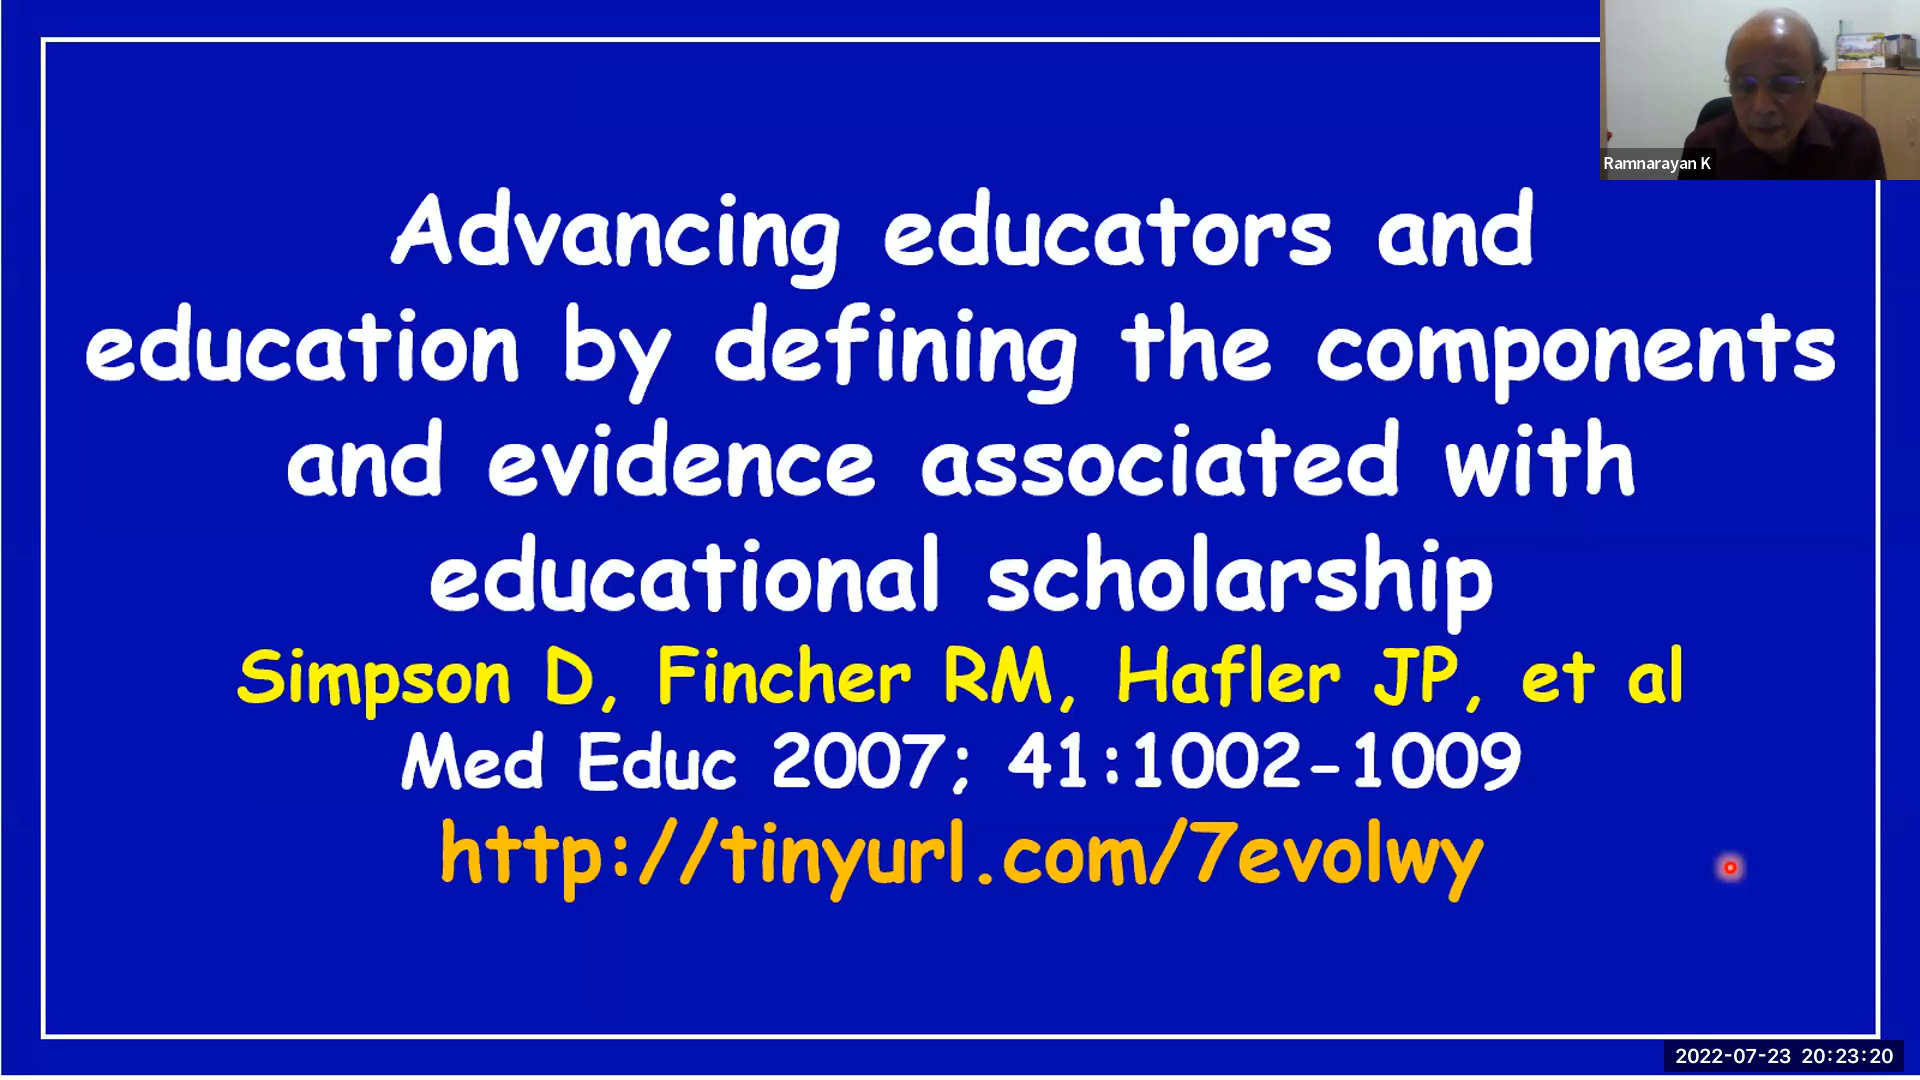 Ramnarayan K
Advancing educators and
education by defining the components
and evidence associated with
educational scholarship
Simpson D, Fincher RM, Hafler JP, et al
Med Educ 2007; 41:1002-1009
http://tinyurl.com/7evolwy
2022-07-23 20:23:20